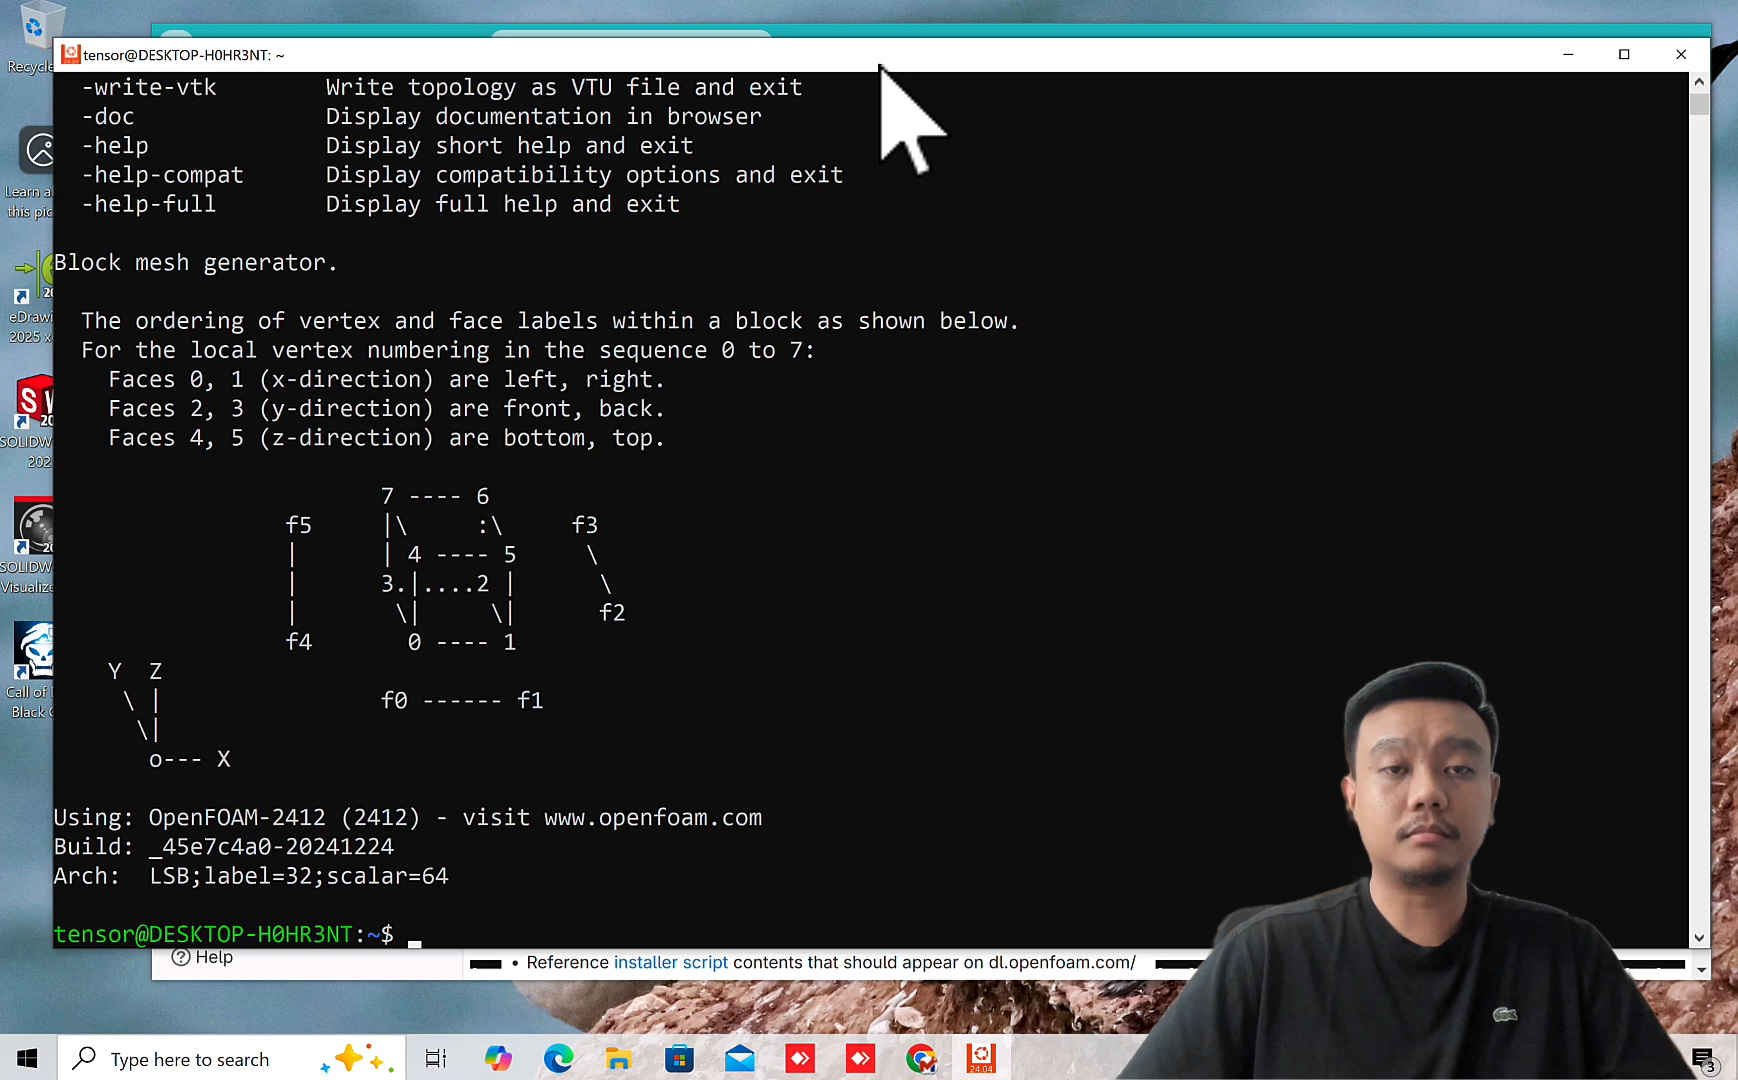 Recycle
tensor@DESKTOP-H0HR3NT: ~
-write-vtk Write topology as VTU file and exit
-doc Display documentation in browser
-help Display short help and exit
-help-compat Display compatibility options and exit
-help-full Display full help and exit
Learn a
this pic
Block mesh generator.
eDrawi
2025 x
The ordering of vertex and face labels within a block as shown below.
For the local vertex numbering in the sequence 0 to 7:
Faces 0, 1 (x-direction) are left, right.
Faces 2, 3 (y-direction) are front, back.
Faces 4, 5 (z-direction) are bottom, top.
SOLIDW
202
7 ---- 6
f5 |\ :\ f3
| | 4 ---- 5 \
| 3.|....2 | \
| \| \| f2
f4 0 ---- 1
SOLIDW
Visualize
Y Z
\ | f0 ------ f1
\|
o--- X
Call of D
Black O
Using: OpenFOAM-2412 (2412) - visit www.openfoam.com
Build: _45e7c4a0-20241224
Arch: LSB;label=32;scalar=64
tensor@DESKTOP-H0HR3NT:~$
Help
• Reference installer script contents that should appear on dl.openfoam.com/
Type here to search
24.04
3